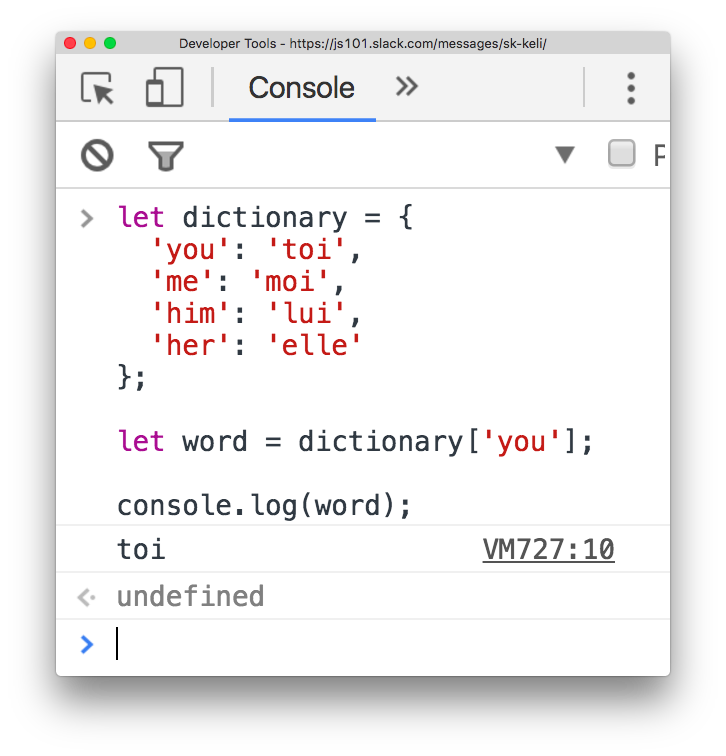 Developer Tools - https://js101.slack.com/messages/sk-keli/
Console
P
let dictionary = {
'you': 'toi',
'me': 'moi',
'him': 'lui',
'her': 'elle'
};
let word = dictionary['you'];
console.log(word);
toi VM727:10
undefined